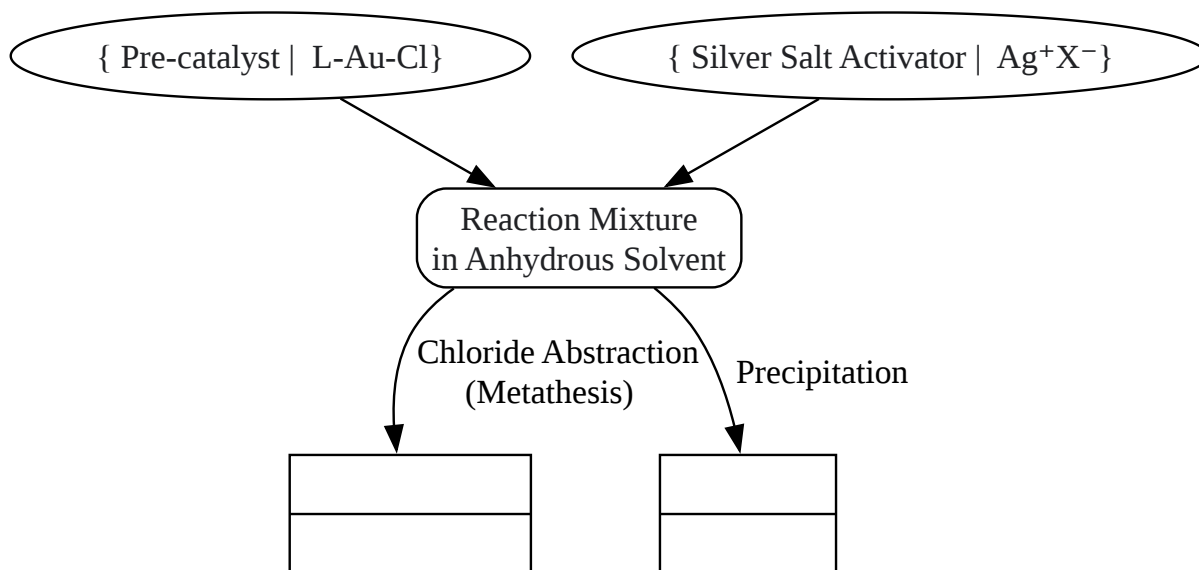 { Pre-catalyst | L-Au-Cl}
{ Silver Salt Activator | Ag⁺X⁻}
Reaction Mixture
in Anhydrous Solvent
Chloride Abstraction
(Metathesis)
Precipitation